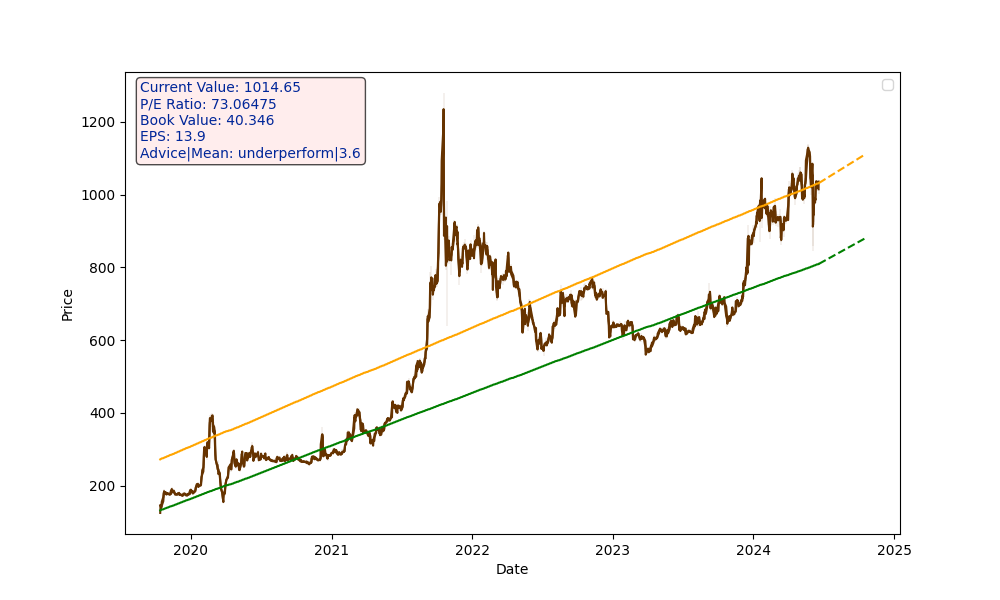 Current Value: 1014.65
P/E Ratio: 73.06475
Book Value: 40.346
EPS: 13.9
Advice|Mean: underperform|3.6
1200
1000
800
600
400
200
Price
2020 2021 2022 2023 2024 2025
Date